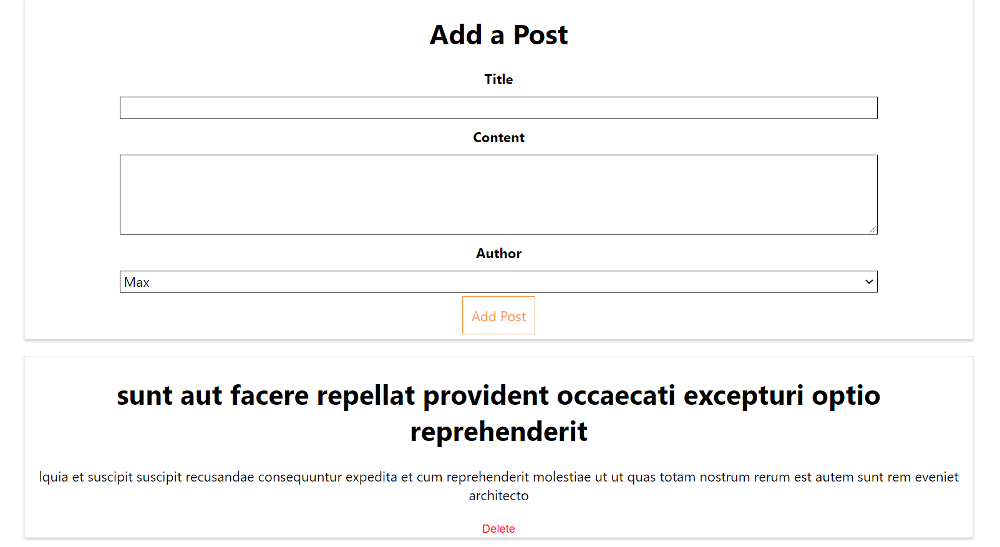 Add a Post
Title
Content
Author
Max
Add Post
sunt aut facere repellat provident occaecati excepturi optio
reprehenderit
lquia et suscipit suscipit recusandae consequuntur expedita et cum reprehenderit molestiae ut ut quas totam nostrum rerum est autem sunt rem eveniet
architecto
Delete